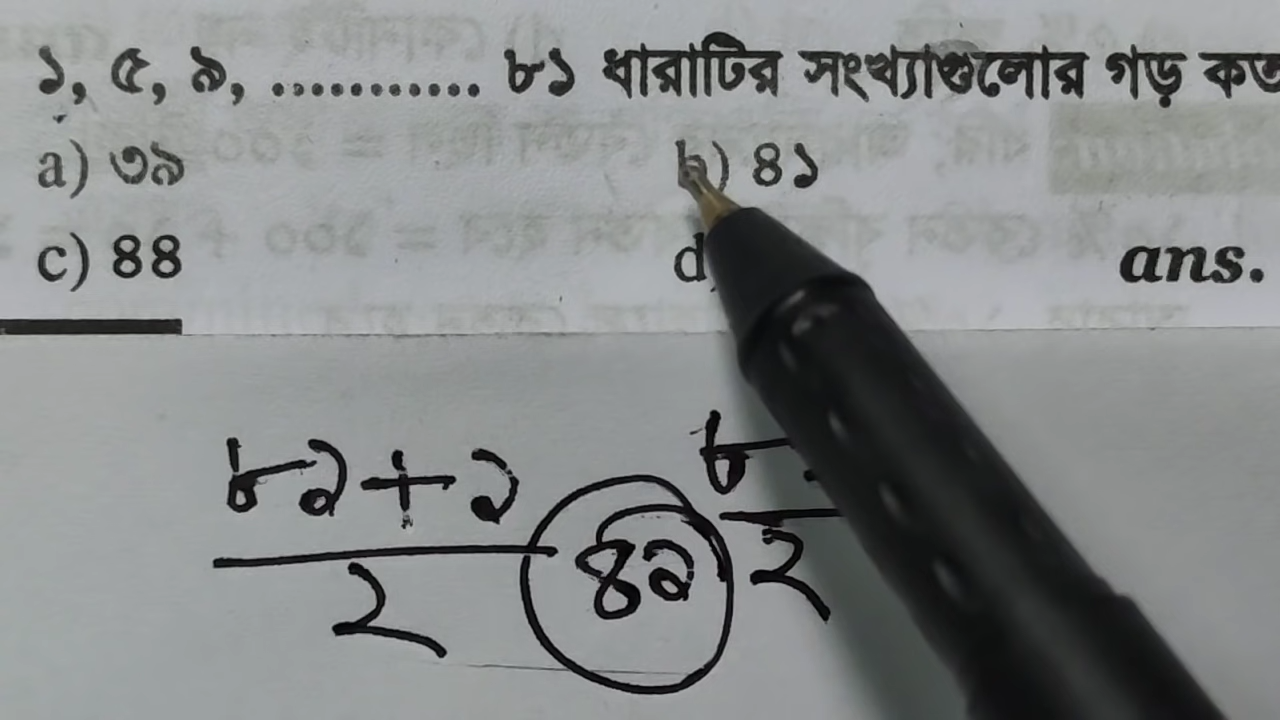 ১, ৫, ৯, ........... ৮১ ধারাটির সংখ্যাগুলোর গড় কত
a) ৩৯ b) ৪১
c) ৪৪ d ans.
৮১+১
২
৪১
৮
২